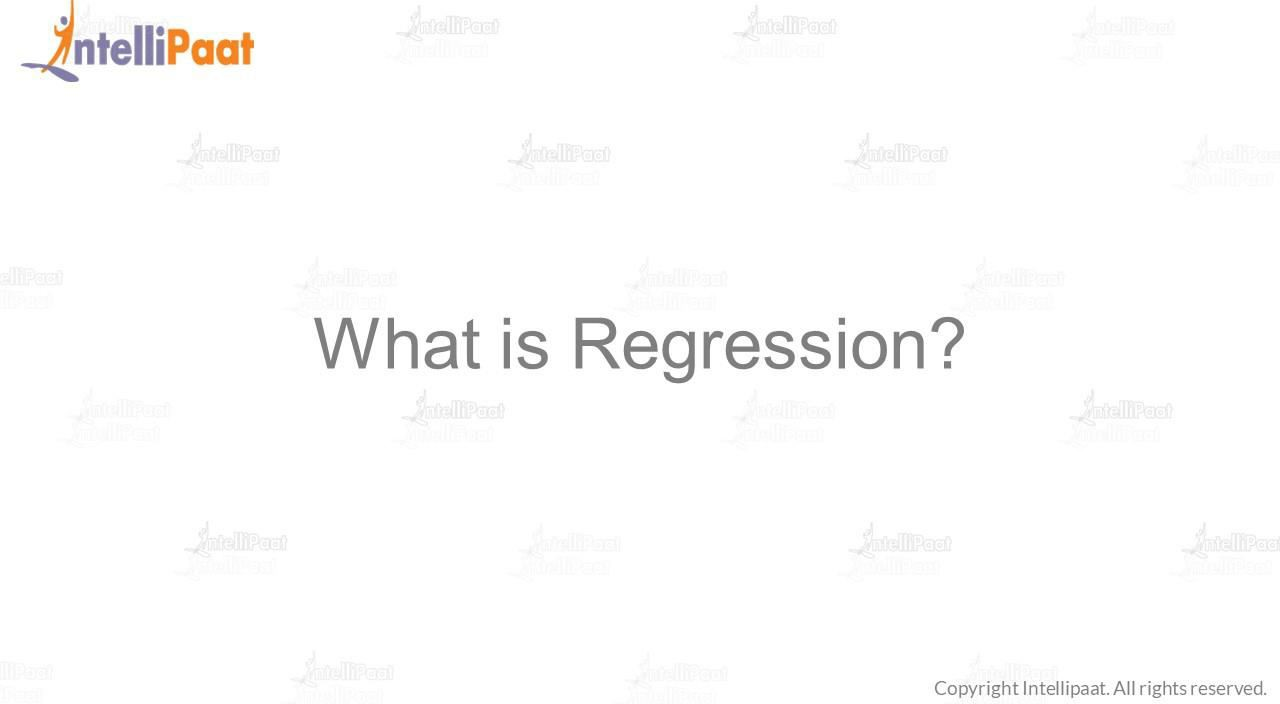 IntelliPaat
What is Regression?
Copyright Intellipaat. All rights reserved.